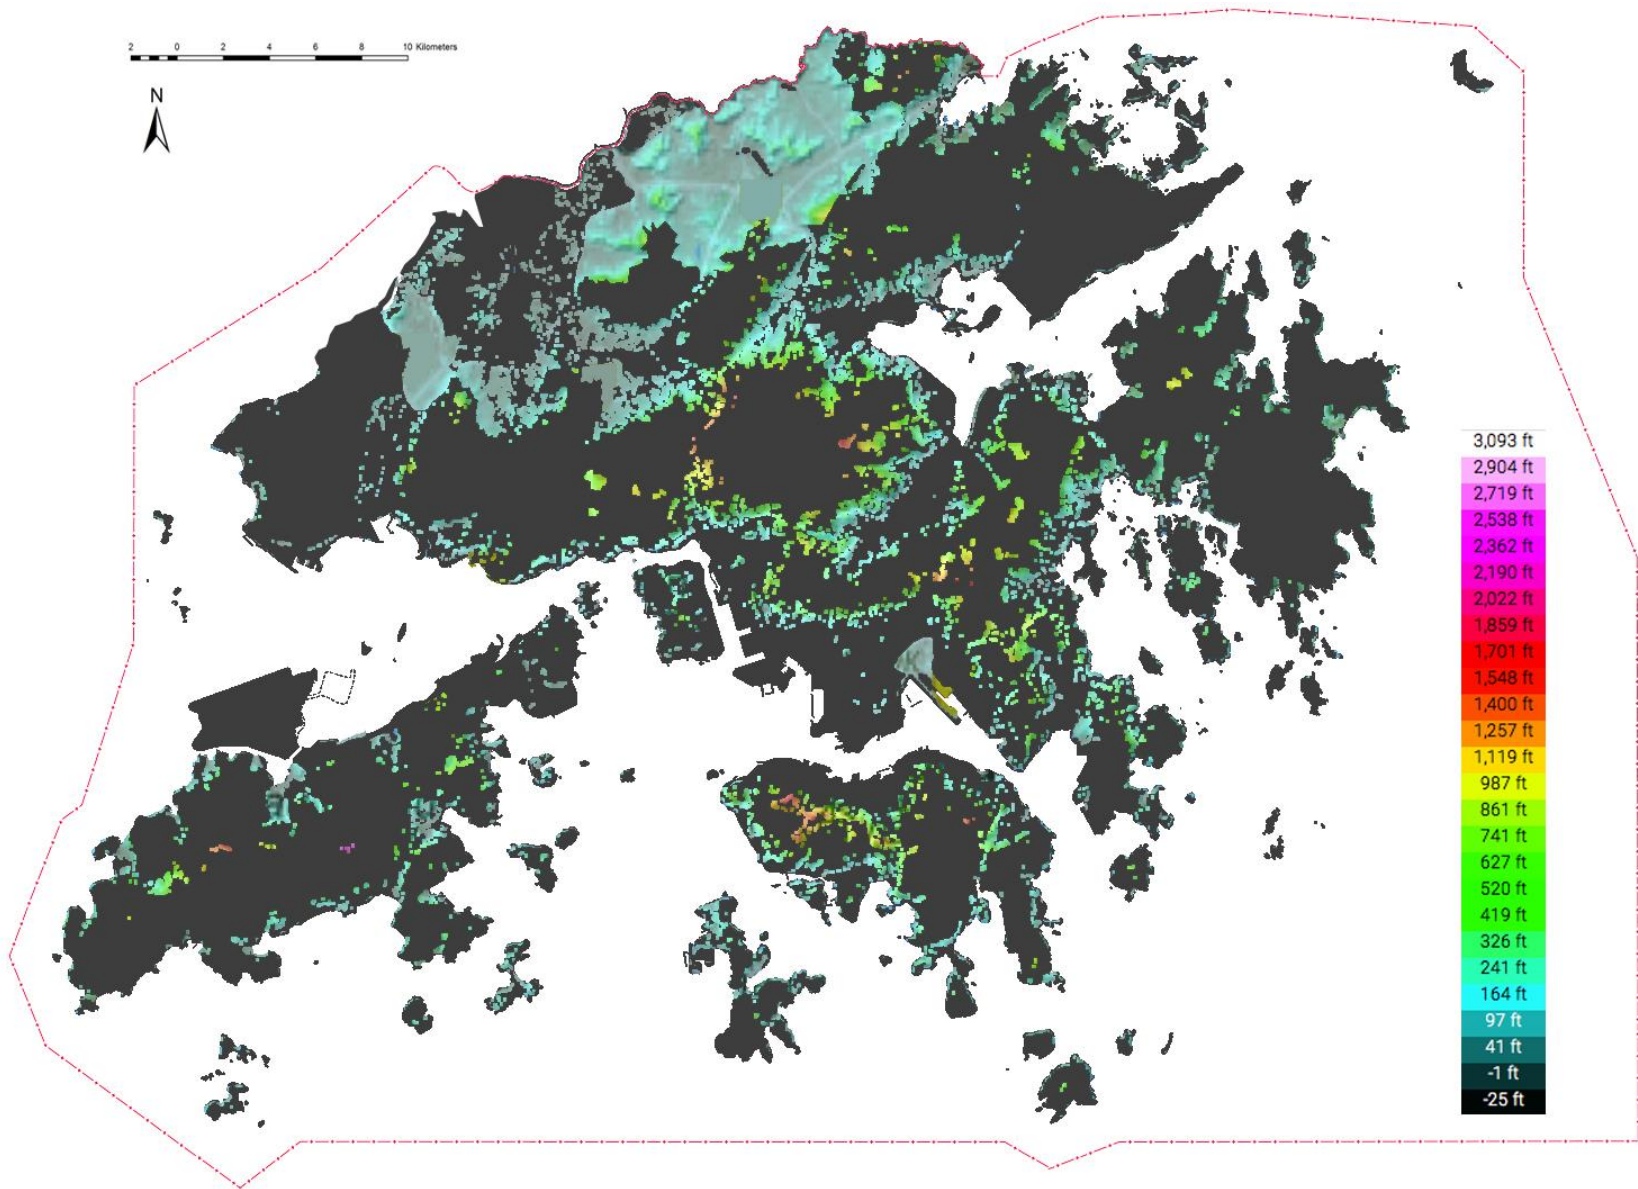 2 0 2 4 6 8 10 Kilometers
N
3,093 ft
2,904 ft
2,719 ft
2,538 ft
2,362 ft
2,190 ft
2,022 ft
1,859 ft
1,701 ft
1,548 ft
1,400 ft
1,257 ft
1,119 ft
987 ft
861 ft
741 ft
627 ft
520 ft
419 ft
326 ft
241 ft
164 ft
97 ft
41 ft
-1 ft
-25 ft